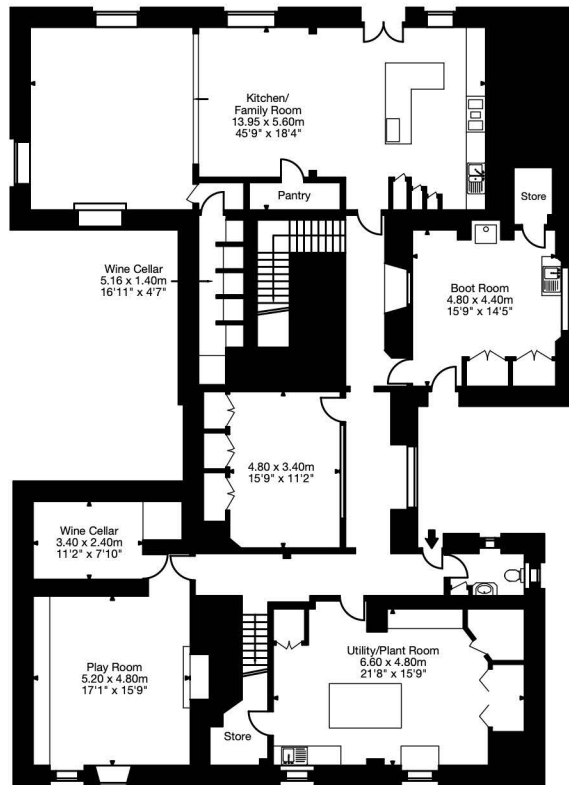 Kitchen/
Family Room
13.95 x 5.60m
45'9" x 18'4"
Pantry
Store
Wine Cellar
5.16 x 1.40m
16'11" x 4'7"
Boot Room
4.80 x 4.40m
15'9" x 14'5"
4.80 x 3.40m
15'9" x 11'2"
Wine Cellar
3.40 x 2.40m
11'2" x 7'10"
Play Room
5.20 x 4.80m
17'1" x 15'9"
Utility/Plant Room
6.60 x 4.80m
21'8" x 15'9"
Store